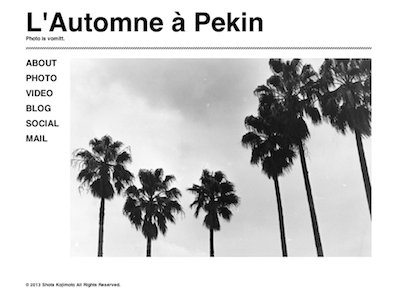 L'Automne à Pekin
Photo is vomitt.
ABOUT
PHOTO
VIDEO
BLOG
SOCIAL
MAIL
© 2013 Shota Kojimoto All Rights Reserved.